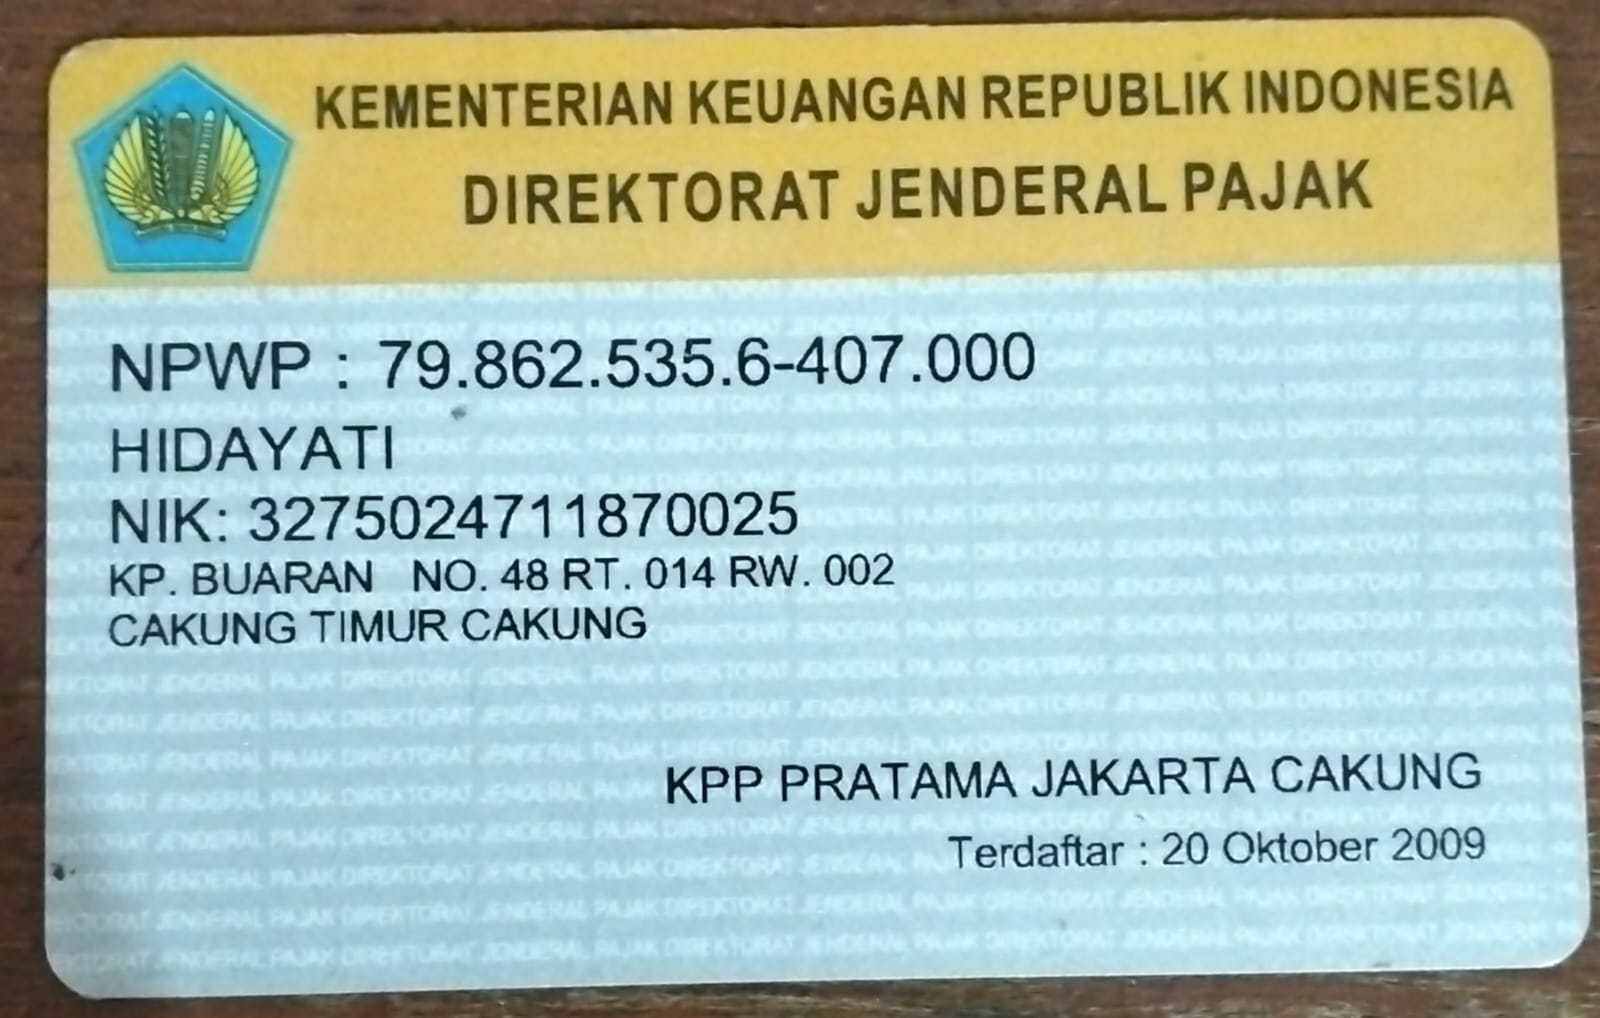 KEMENTERIAN KEUANGAN REPUBLIK INDONESIA
DIREKTORAT JENDERAL PAJAK
NPWP : 79.862.535.6-407.000
HIDAYATI
NIK: 3275024711870025
KP. BUARAN NO. 48 RT. 014 RW. 002
CAKUNG TIMUR CAKUNG
KPP PRATAMA JAKARTA CAKUNG
Terdaftar : 20 Oktober 2009